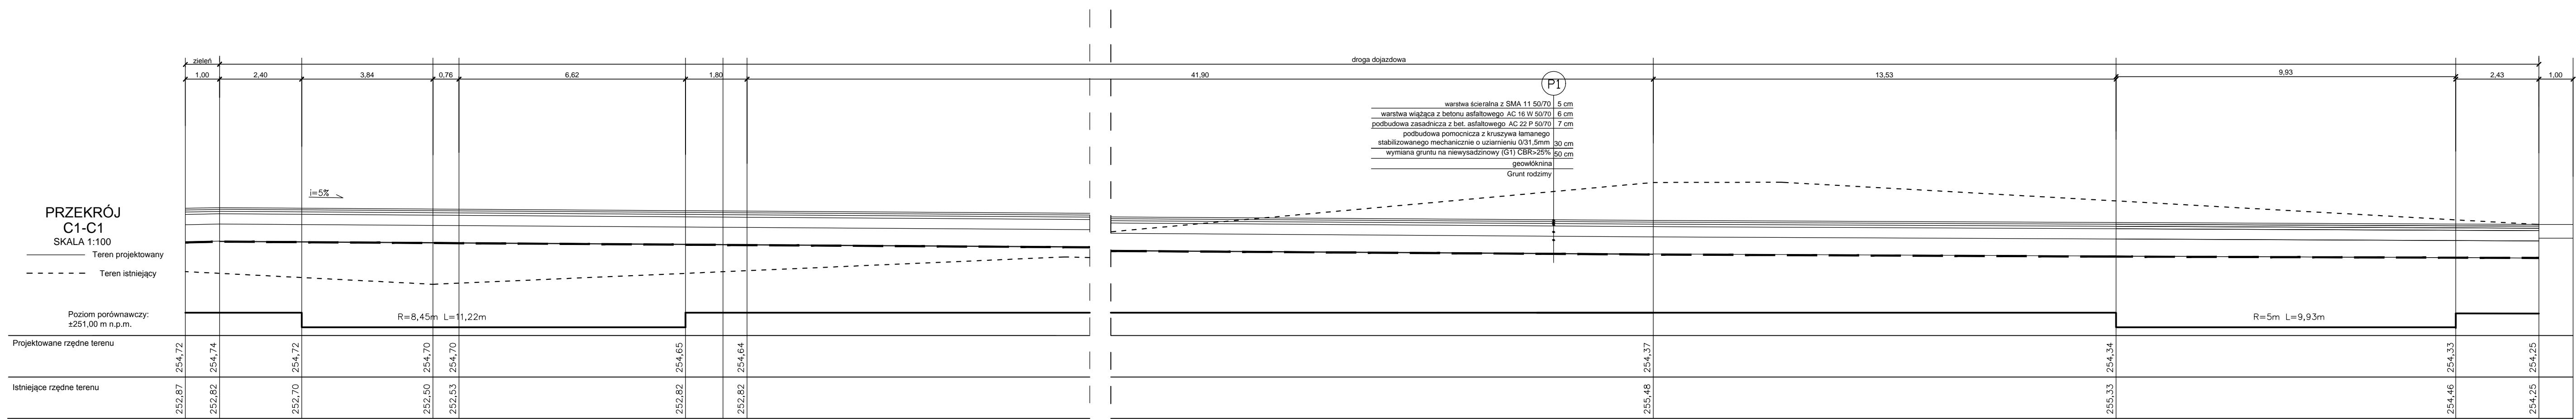 zieleń
droga dojazdowa
1,00 2,40 3,84 0,76 6,62 1,80 41,90 13,53 9,93 2,43 1,00
P1
warstwa ścieralna z SMA 11 50/70 5 cm
warstwa wiążąca z betonu asfaltowego AC 16 W 50/70 6 cm
podbudowa zasadnicza z bet. asfaltowego AC 22 P 50/70 7 cm
podbudowa pomocnicza z kruszywa łamanego
stabilizowanego mechanicznie o uziarnieniu 0/31,5mm 30 cm
wymiana gruntu na niewysadzinowy (G1) CBR>25% 50 cm
geowłóknina
Grunt rodzimy
i=5%
PRZEKRÓJ
C1-C1
SKALA 1:100
Teren projektowany
Teren istniejący
Poziom porównawczy:
±251,00 m n.p.m.
R=8,45m L=11,22m
R=5m L=9,93m
Projektowane rzędne terenu
254,72 254,74 254,72 254,70 254,70 254,65 254,64 254,37 254,34 254,33 254,25
Istniejące rzędne terenu
252,87 252,82 252,70 252,50 252,53 252,82 252,82 255,48 255,33 254,46 254,25